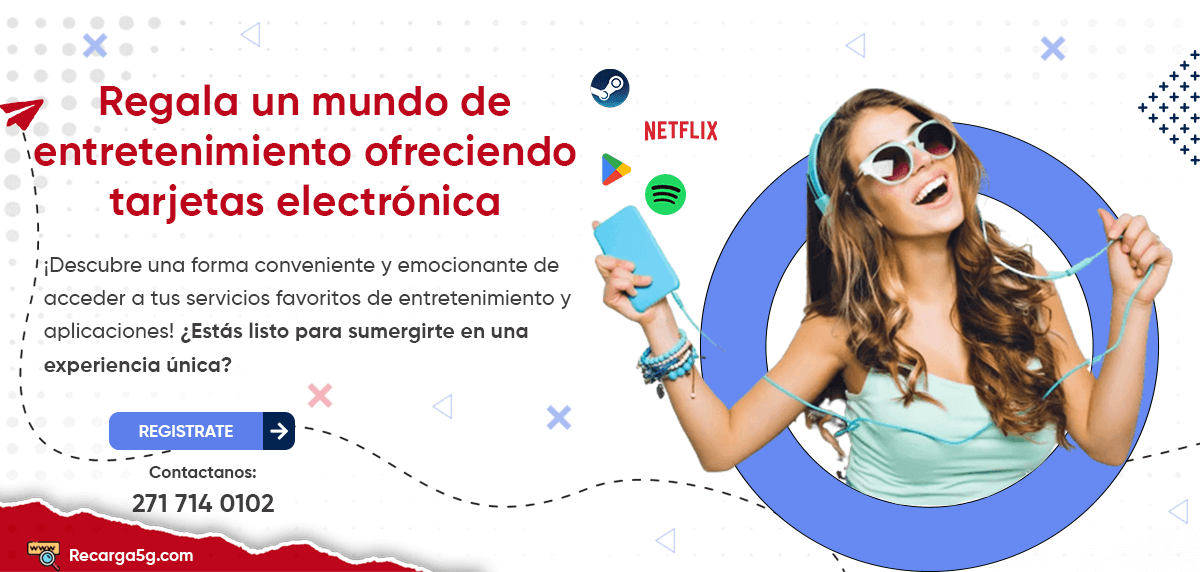 Regala un mundo de
entretenimiento ofreciendo
tarjetas electrónica
¡Descubre una forma conveniente y emocionante de
acceder a tus servicios favoritos de entretenimiento y
aplicaciones! ¿Estás listo para sumergirte en una
experiencia única?
REGISTRATE
Contactanos:
271 714 0102
www
Recarga5g.com
NETFLIX